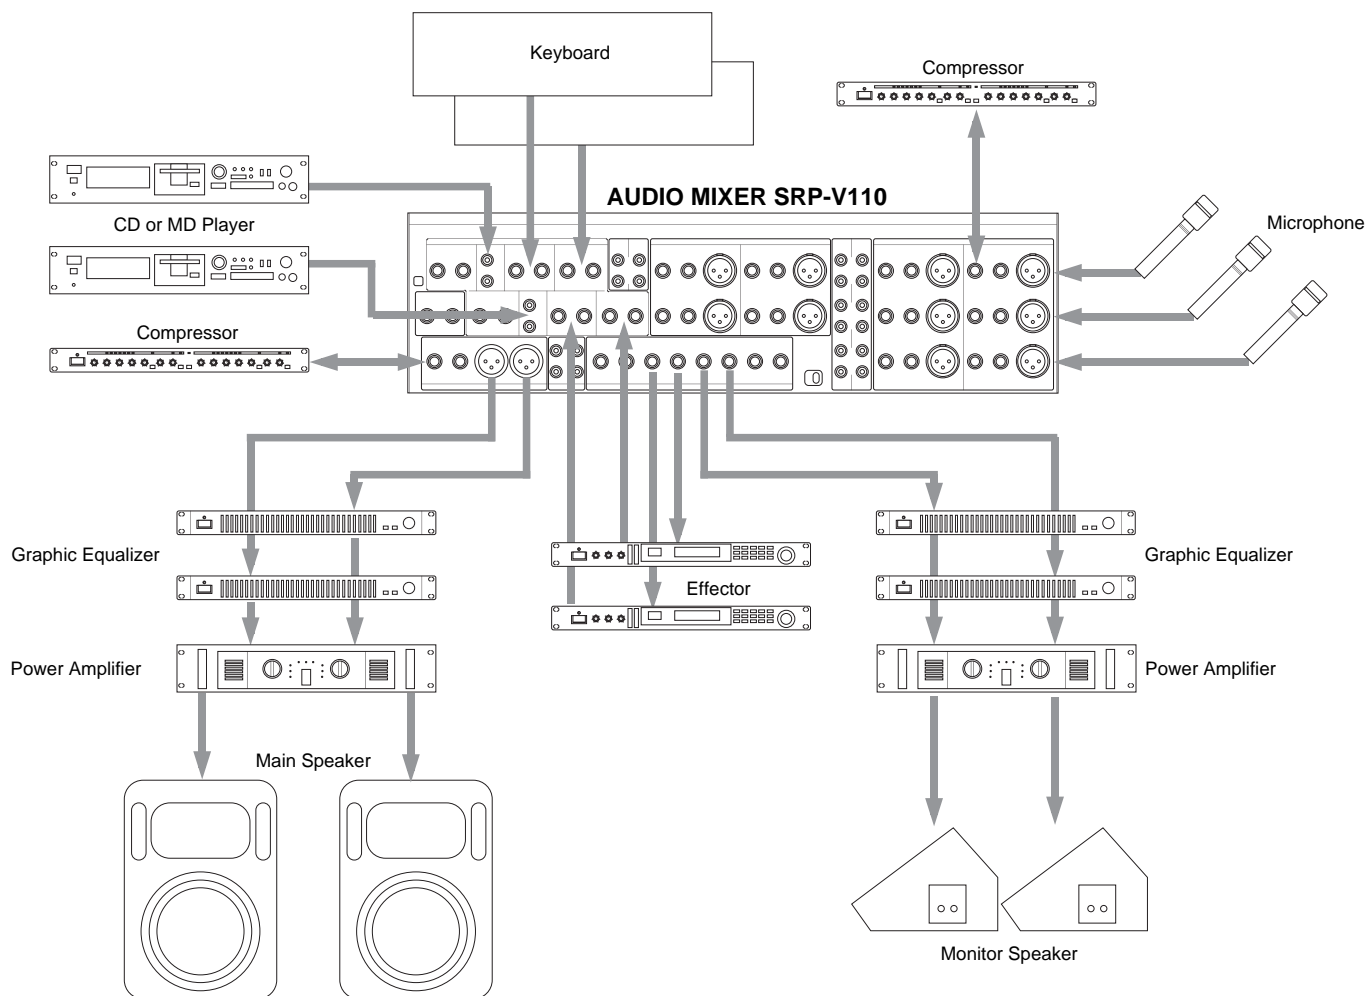 Keyboard
Compressor
AUDIO MIXER SRP-V110
CD or MD Player
Microphone
Compressor
Graphic Equalizer
Graphic Equalizer
Effector
Power Amplifier
Power Amplifier
Main Speaker
Monitor Speaker